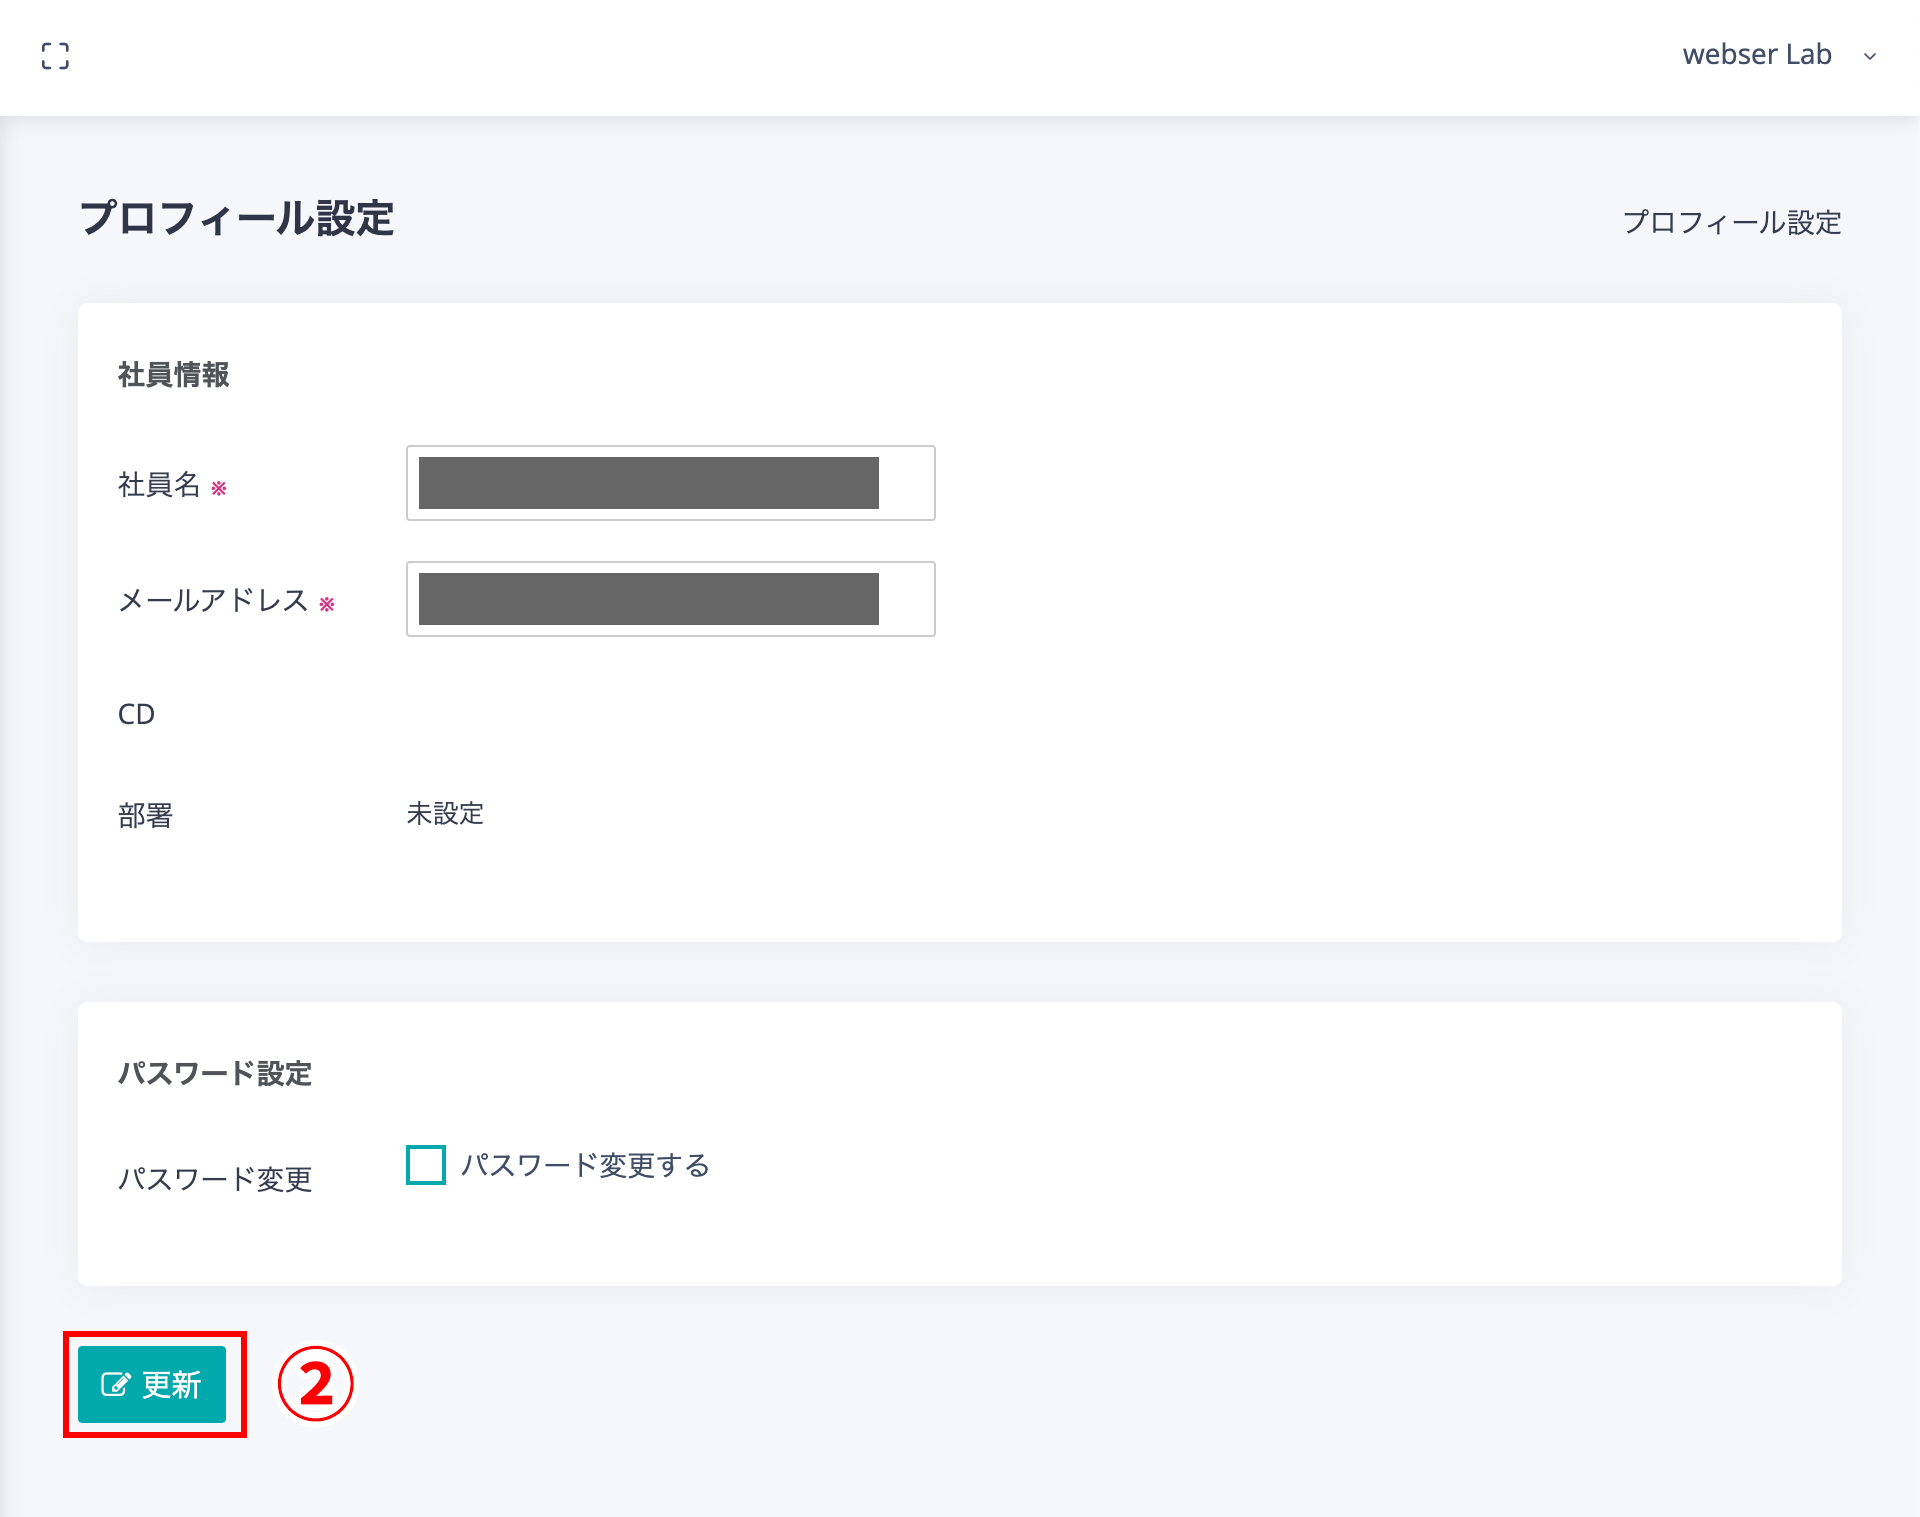 webser Lab
プロフィール設定
プロフィール設定
社員情報
社員名 ※
メールアドレス ※
CD
部署 未設定
パスワード設定
パスワード変更 パスワード変更する
更新 ②